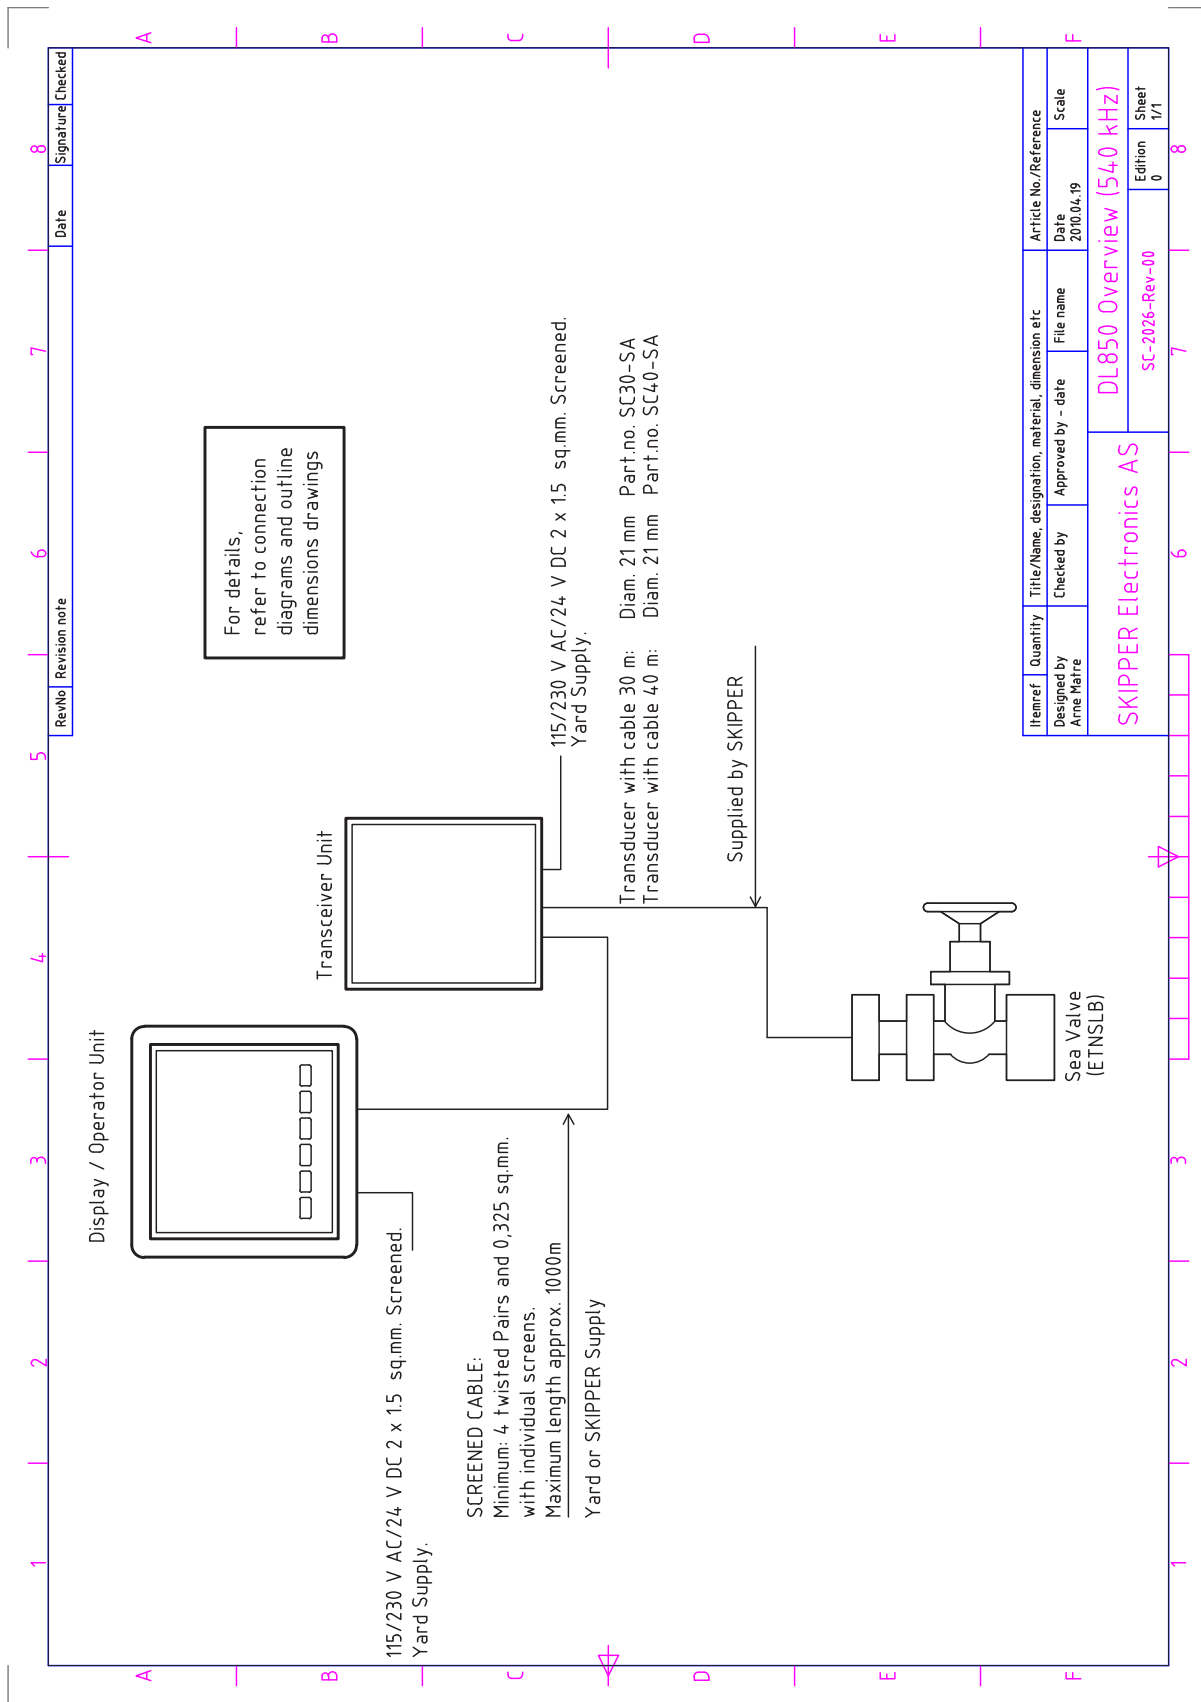 1
2
3
4
5
6
7
8
A
B
C
D
E
F
RevNo Revision note Date Signature Checked
Display / Operator Unit
115/230 V AC/24 V DC 2 x 1.5 sq.mm. Screened.
Yard Supply.
SCREENED CABLE:
Minimum: 4 twisted Pairs and 0,325 sq.mm.
with individual screens.
Maximum length approx. 1000m
Yard or SKIPPER Supply
Transceiver Unit
For details,
refer to connection
diagrams and outline
dimensions drawings
115/230 V AC/24 V DC 2 x 1.5 sq.mm. Screened.
Yard Supply.
Transducer with cable 30 m: Diam. 21 mm Part.no. SC30-SA
Transducer with cable 40 m: Diam. 21 mm Part.no. SC40-SA
Supplied by SKIPPER
Sea Valve
(ETNSLB)
Itemref Quantity Title/Name, designation, material, dimension etc Article No./Reference
Designed by Checked by Approved by - date File name Date Scale
Arne Matre 2010.04.19
SKIPPER Electronics AS
DL850 Overview (540 kHz)
SC-2026-Rev-00
Edition Sheet
0 1/1
A
B
C
D
E
F
1
2
3
4
6
7
8